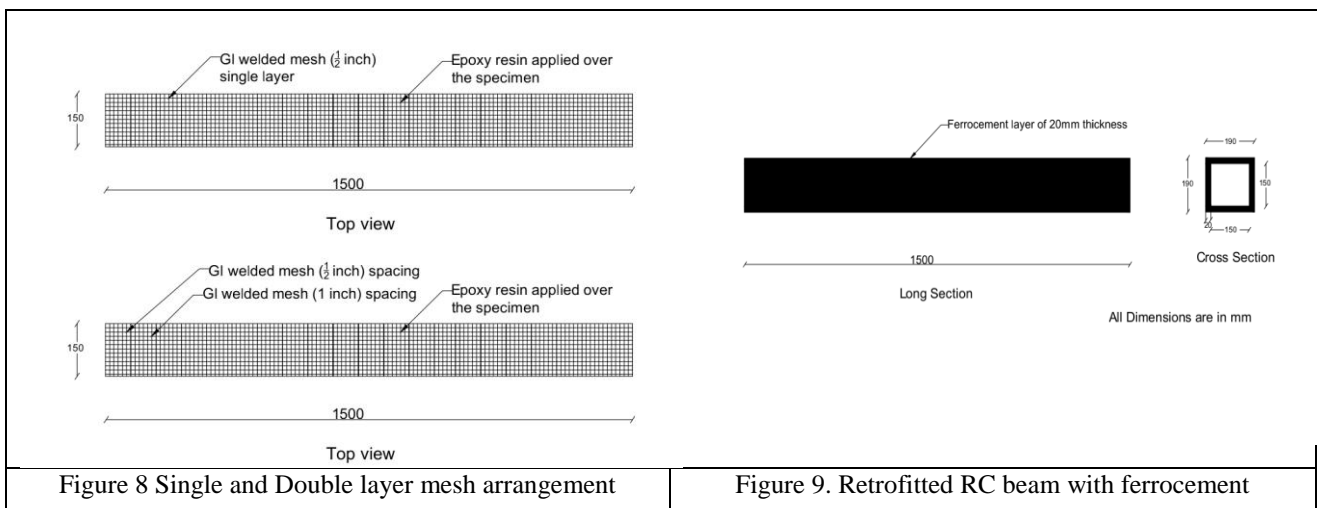 GI welded mesh (½ inch)
single layer
Epoxy resin applied over
the specimen
150
1500
Top view
GI welded mesh (½ inch) spacing
GI welded mesh (1 inch) spacing
Epoxy resin applied over
the specimen
150
1500
Top view
Figure 8 Single and Double layer mesh arrangement
Ferrocement layer of 20mm thickness
1500
Long Section
190
190
150
20
150
Cross Section
All Dimensions are in mm
Figure 9. Retrofitted RC beam with ferrocement